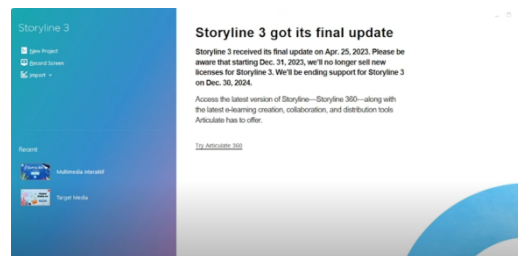 Storyline 3
New Project
Record Screen
Import
Recent
Multimedia Interaktif
Target Media
Storyline 3 got its final update
Storyline 3 received its final update on Apr. 25, 2023. Please be
aware that starting Dec. 31, 2023, we'll no longer sell new
licenses for Storyline 3. We'll be ending support for Storyline 3
on Dec. 30, 2024.
Access the latest version of Storyline—Storyline 360—along with
the latest e-learning creation, collaboration, and distribution tools
Articulate has to offer.
Try Articulate 360